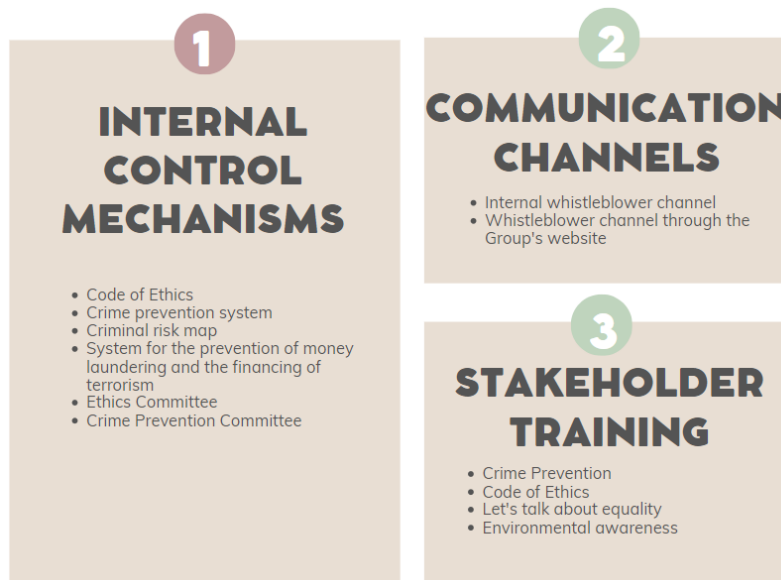 1
INTERNAL
CONTROL
MECHANISMS
• Code of Ethics
• Crime prevention system
• Criminal risk map
• System for the prevention of money
laundering and the financing of
terrorism
• Ethics Committee
• Crime Prevention Committee
2
COMMUNICATION
CHANNELS
• Internal whistleblower channel
• Whistleblower channel through the
Group's website
3
STAKEHOLDER
TRAINING
• Crime Prevention
• Code of Ethics
• Let's talk about equality
• Environmental awareness